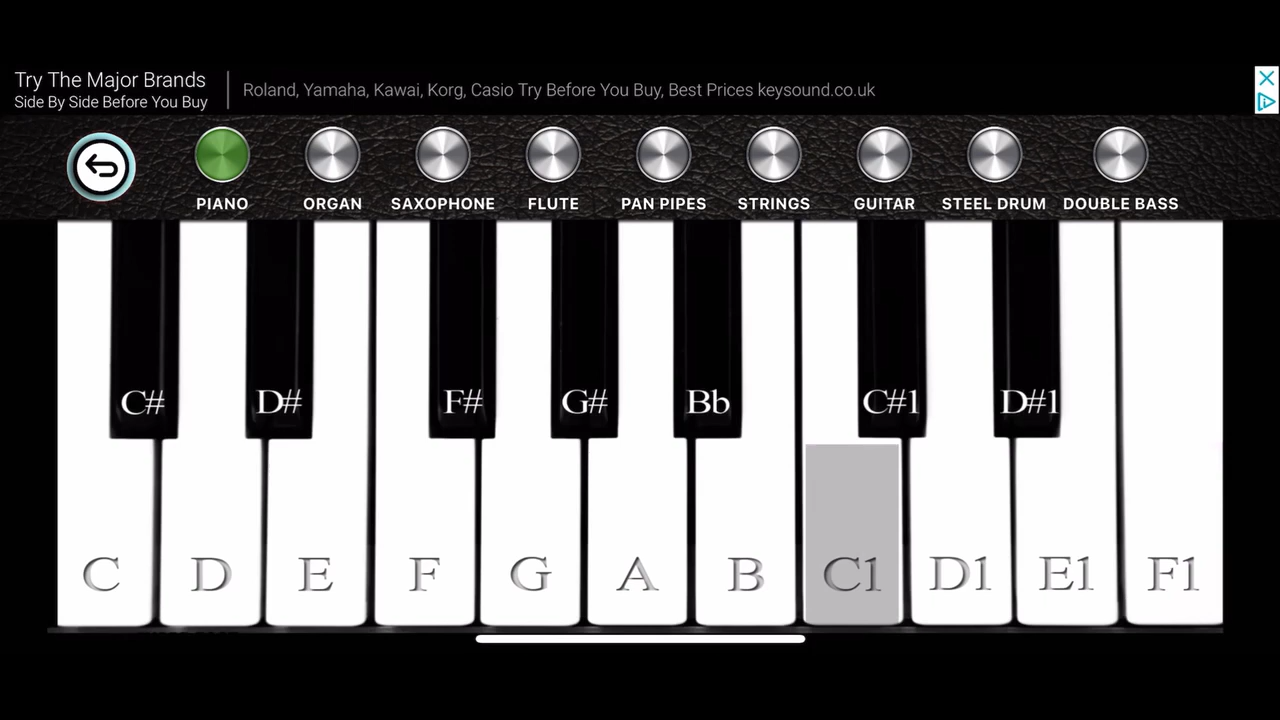 Try The Major Brands
Side By Side Before You Buy
Roland, Yamaha, Kawai, Korg, Casio Try Before You Buy, Best Prices keysound.co.uk
PIANO
ORGAN
SAXOPHONE
FLUTE
PAN PIPES
STRINGS
GUITAR
STEEL DRUM
DOUBLE BASS
C# D# F# G# Bb C#1 D#1
C D E F G A B C1 D1 E1 F1